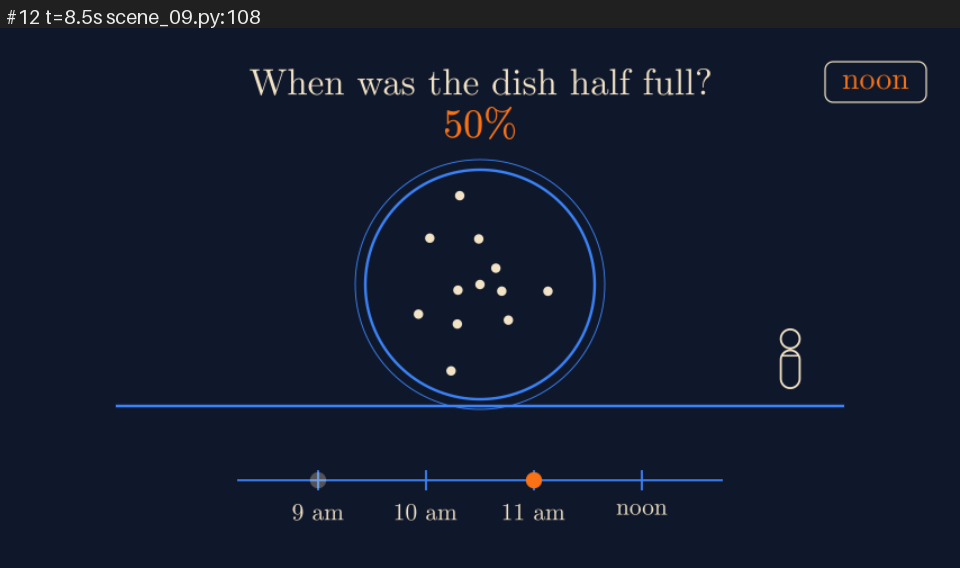 #12 t=8.5s scene_09.py:108
When was the dish half full?
noon
50%
9 am
10 am
11 am
noon